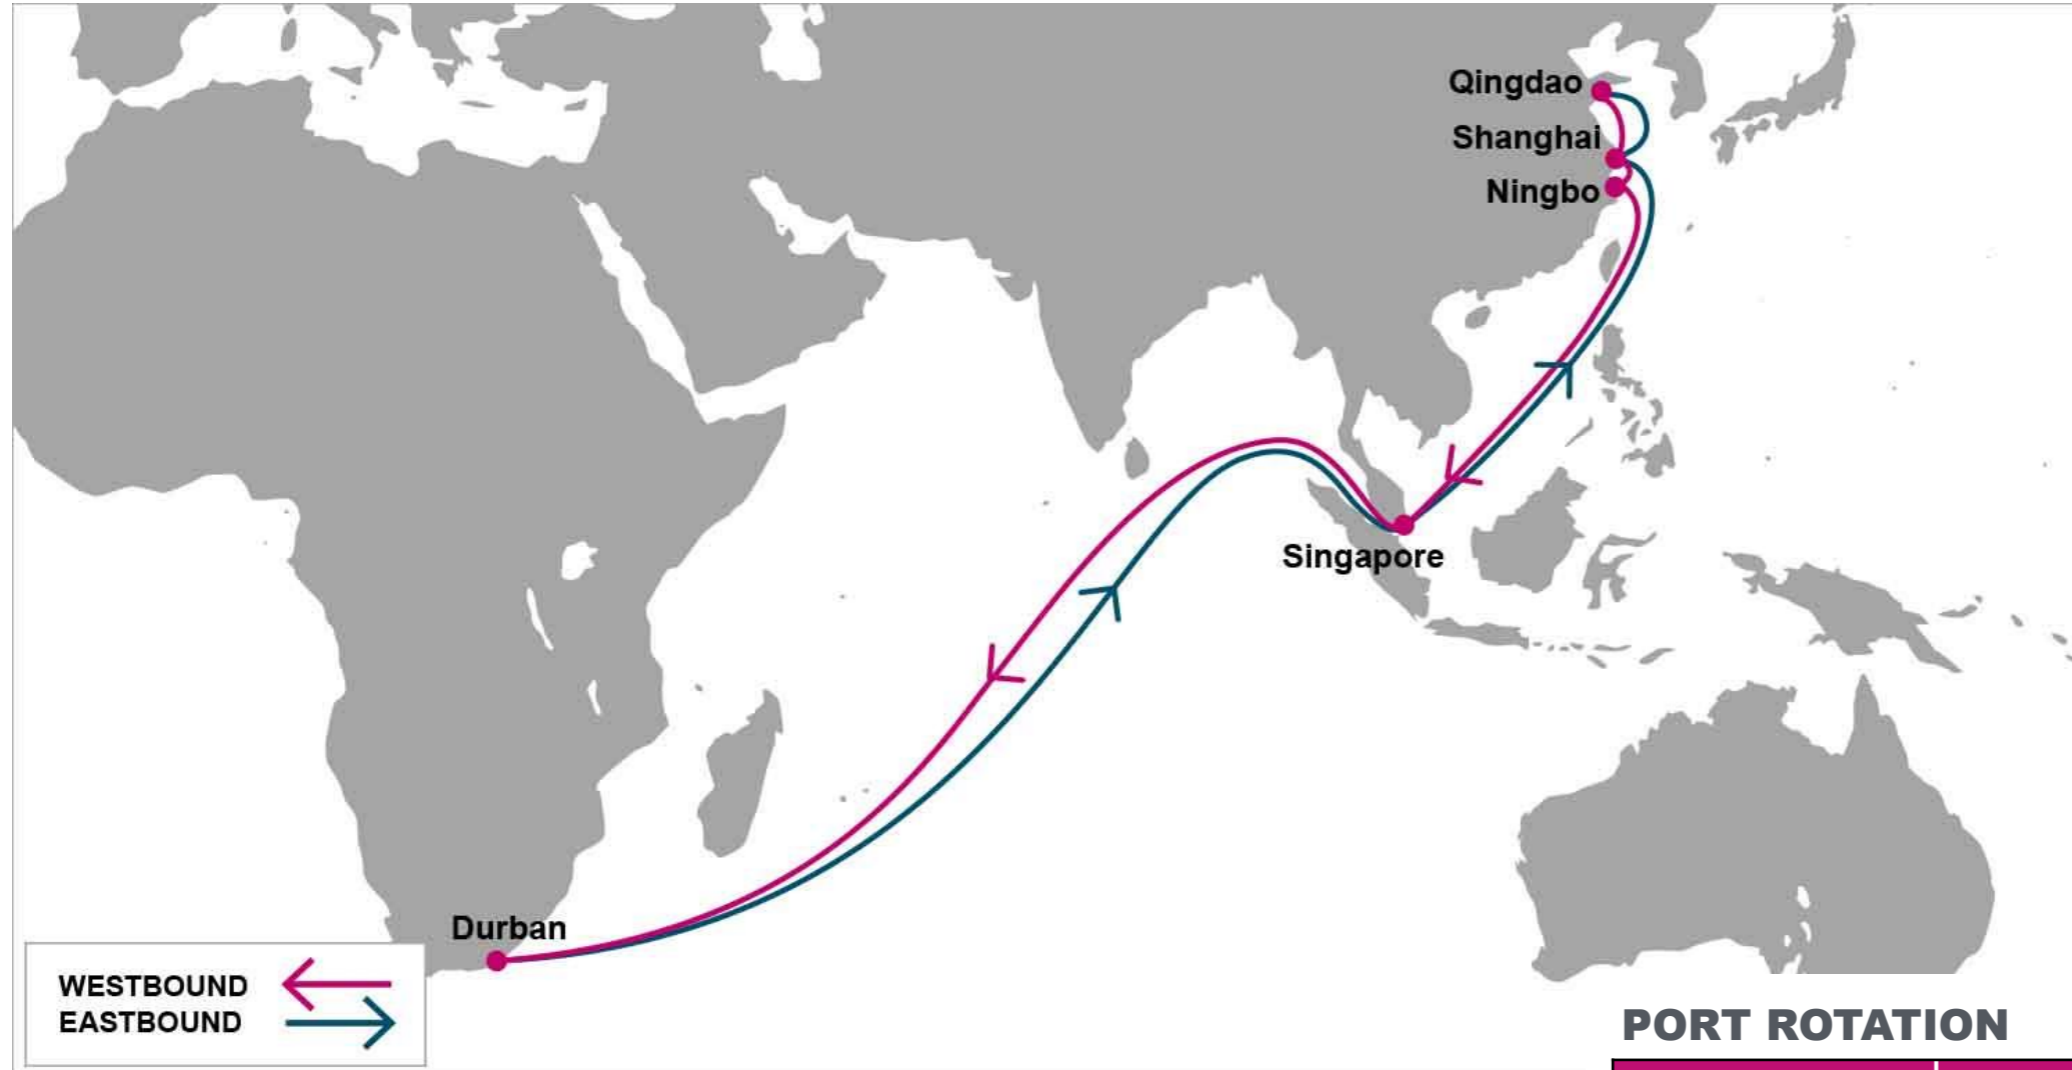 Qingdao
Shanghai
Ningbo
Singapore
Durban
WESTBOUND
EASTBOUND
PORT ROTATION